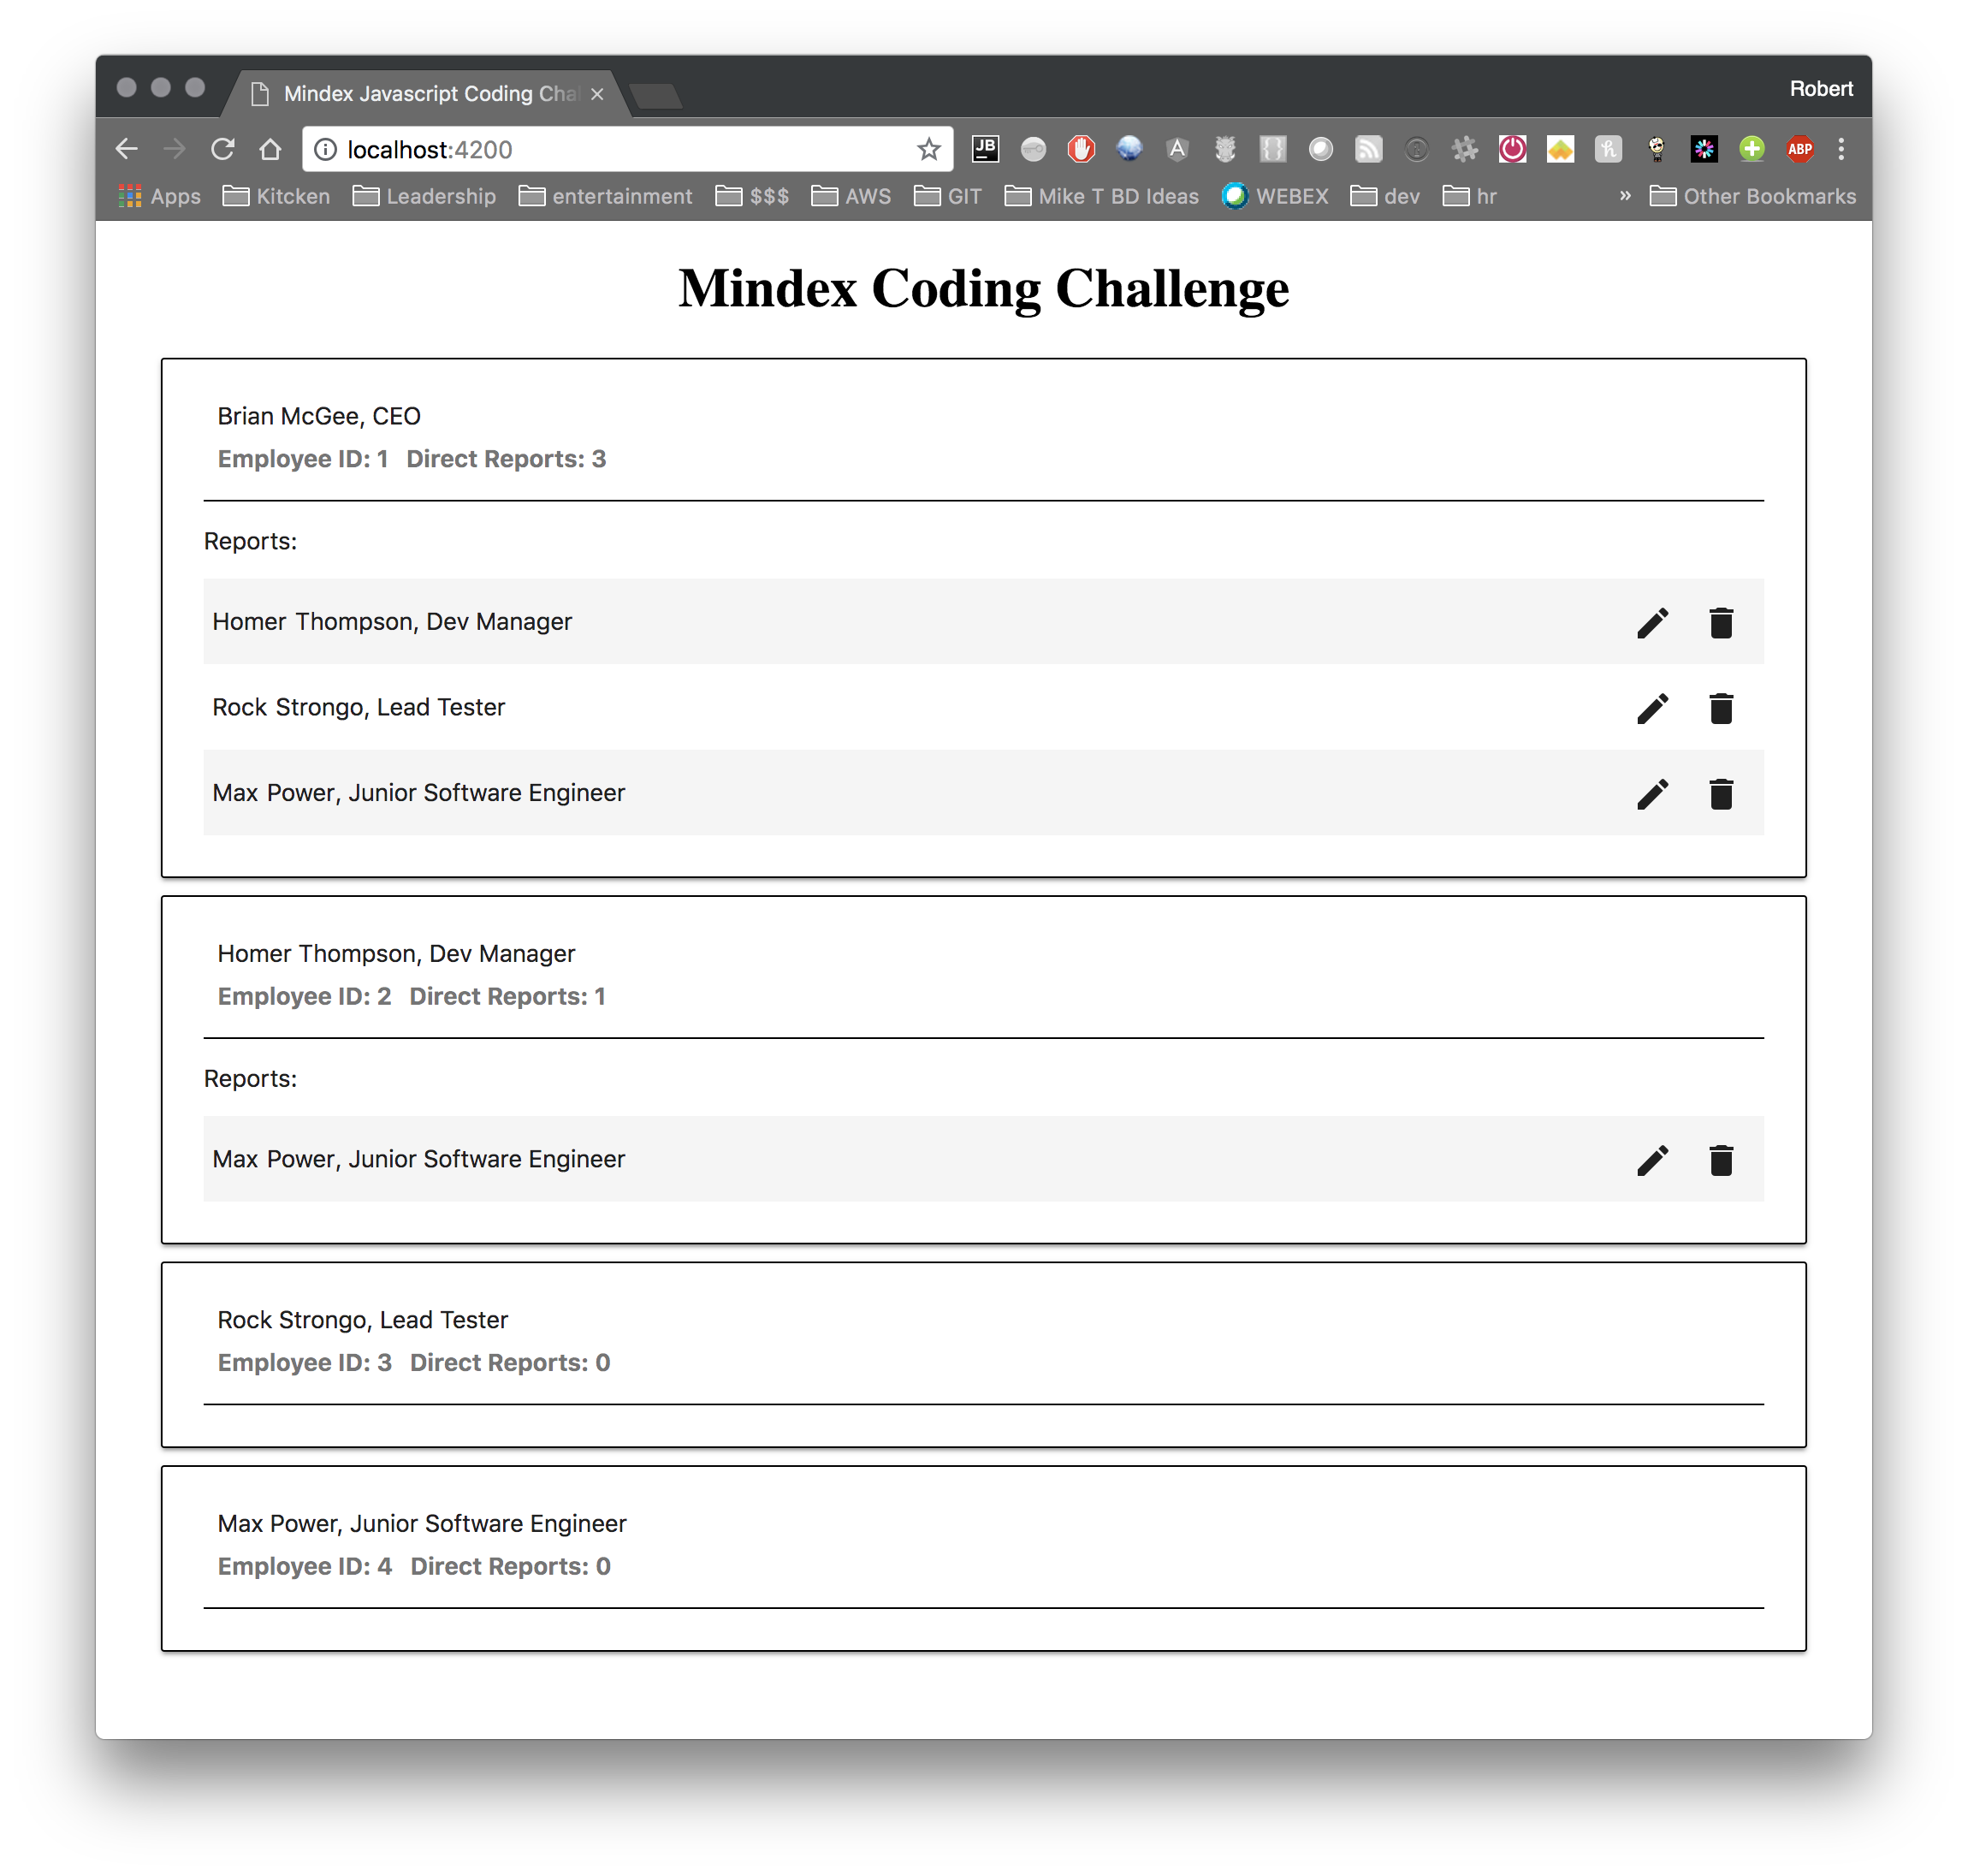 Mindex Javascript Coding Cha
Robert
localhost:4200
JB
ABP
Apps Kitcken Leadership entertainment $$$ AWS GIT Mike T BD Ideas WEBEX dev hr » Other Bookmarks
Mindex Coding Challenge
Brian McGee, CEO
Employee ID: 1 Direct Reports: 3
Reports:
Homer Thompson, Dev Manager
Rock Strongo, Lead Tester
Max Power, Junior Software Engineer
Homer Thompson, Dev Manager
Employee ID: 2 Direct Reports: 1
Reports:
Max Power, Junior Software Engineer
Rock Strongo, Lead Tester
Employee ID: 3 Direct Reports: 0
Max Power, Junior Software Engineer
Employee ID: 4 Direct Reports: 0